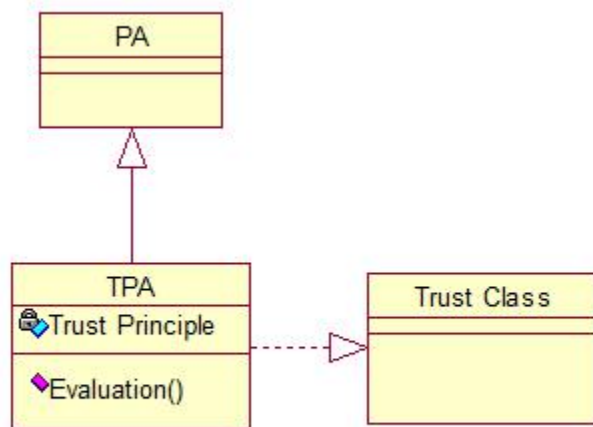 PA
TPA
Trust Principle
Evaluation()
Trust Class